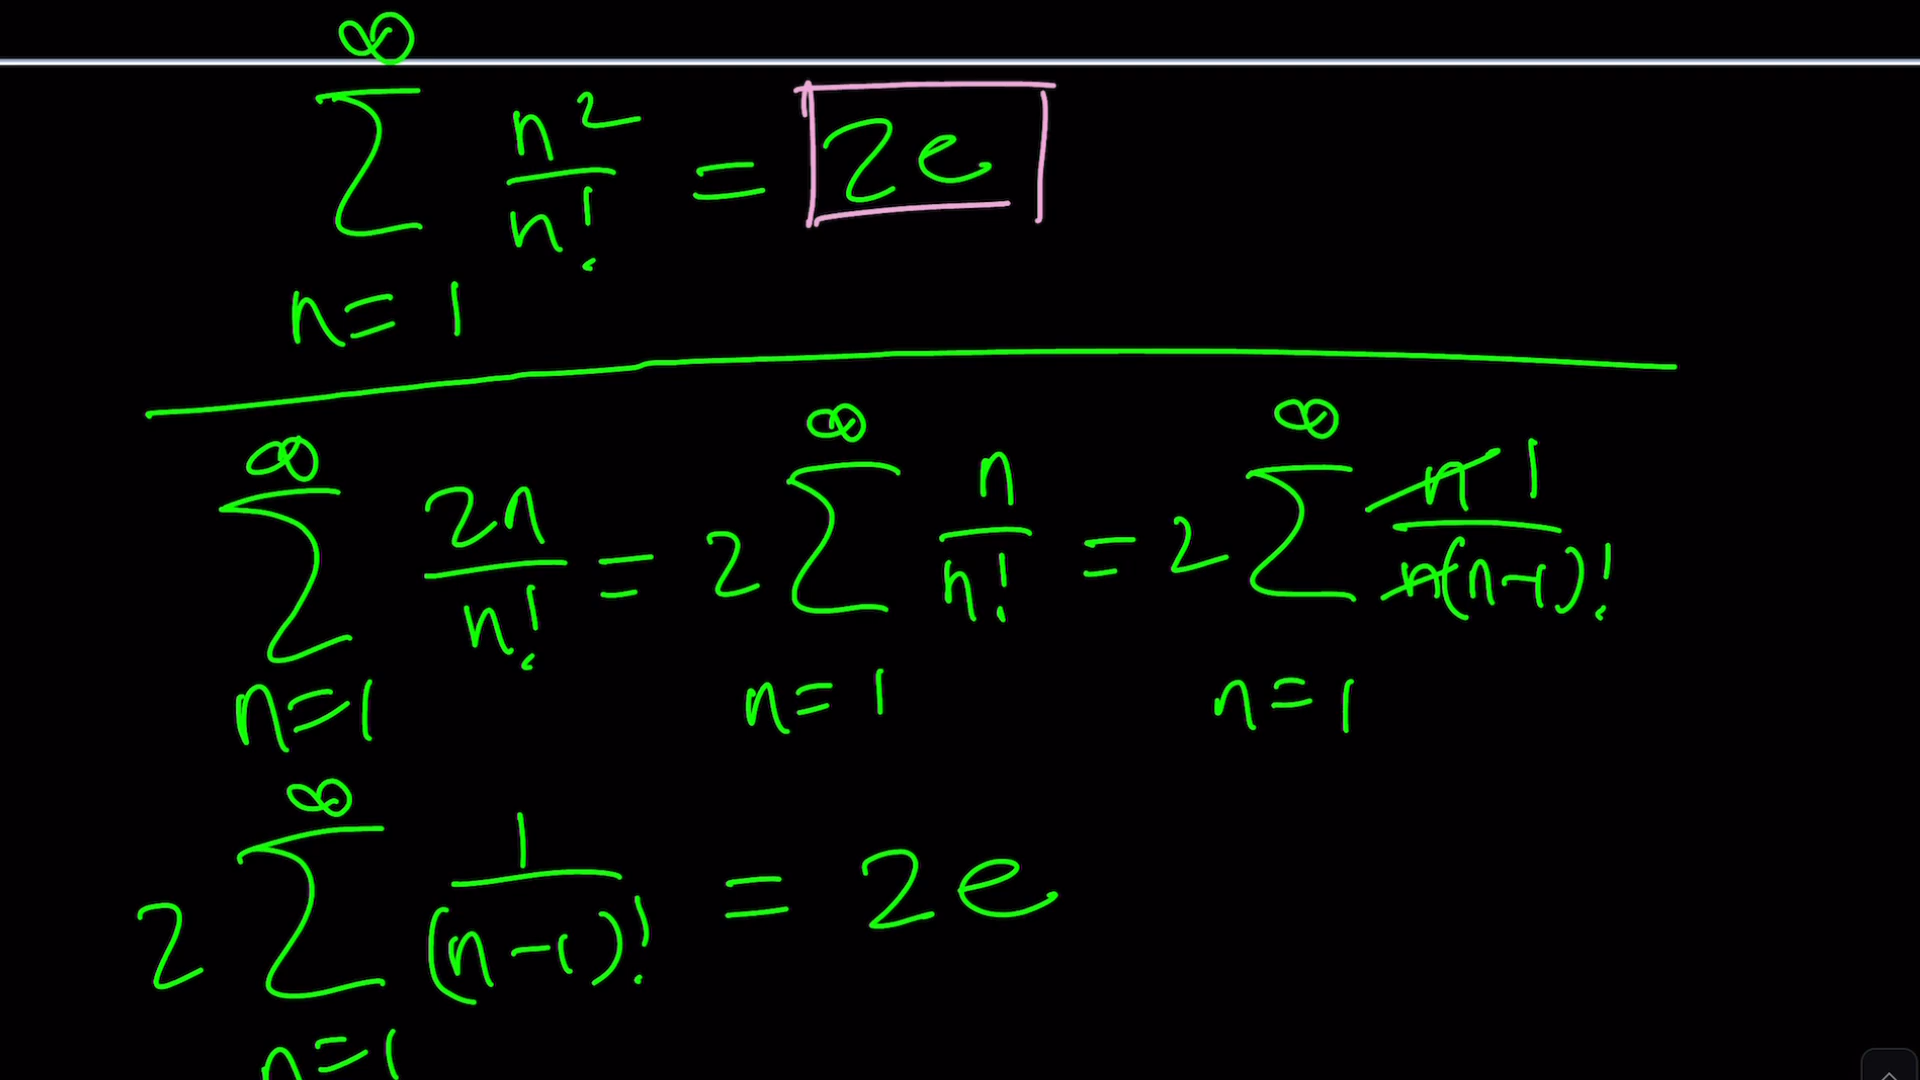 ∞
∑ n²/n! = 2e
n=1
∞ ∞ ∞
∑ 2n/n! = 2 ∑ n/n! = 2 ∑ n 1/n(n-1)!
n=1 n=1 n=1
∞
2 ∑ 1/(n-1)! = 2e
n=1